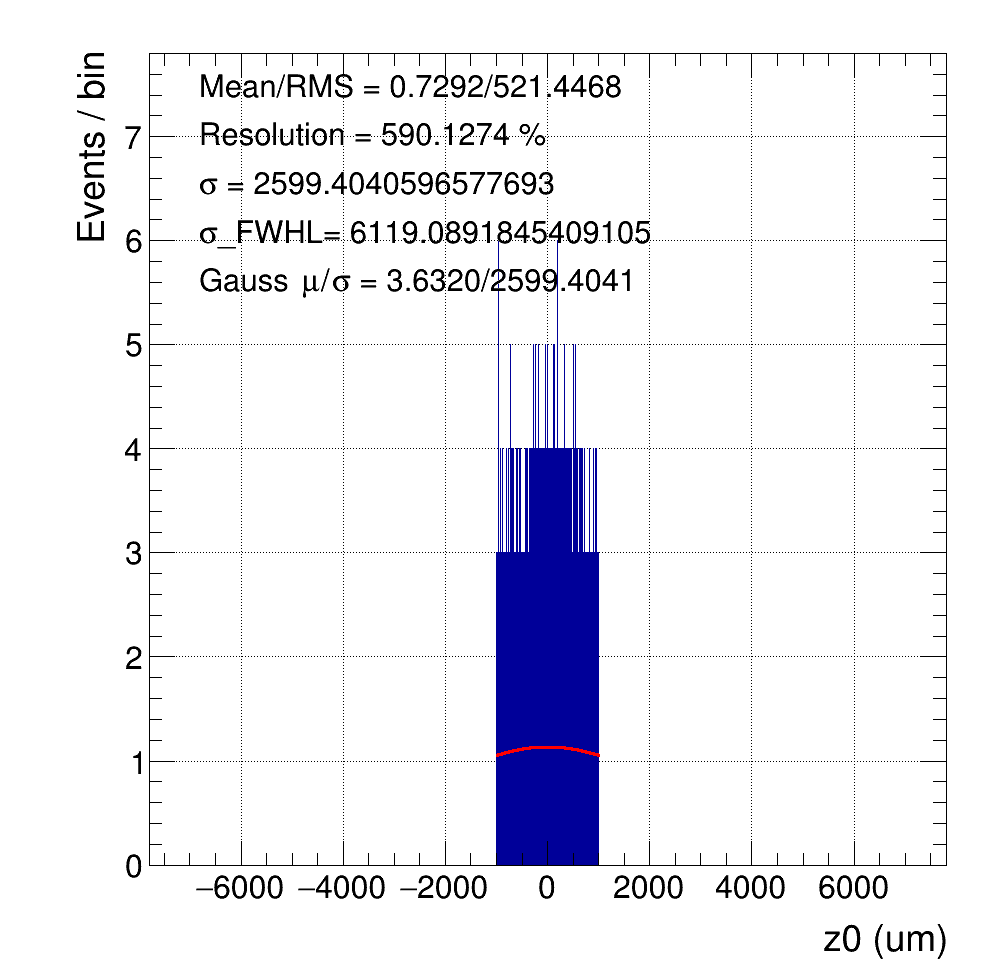 Events / bin
Mean/RMS = 0.7292/521.4468
Resolution = 590.1274 %
σ = 2599.4040596577693
σ_FWHL= 6119.0891845409105
Gauss μ/σ = 3.6320/2599.4041
7
6
5
4
3
2
1
0
−6000 −4000 −2000 0 2000 4000 6000
z0 (um)